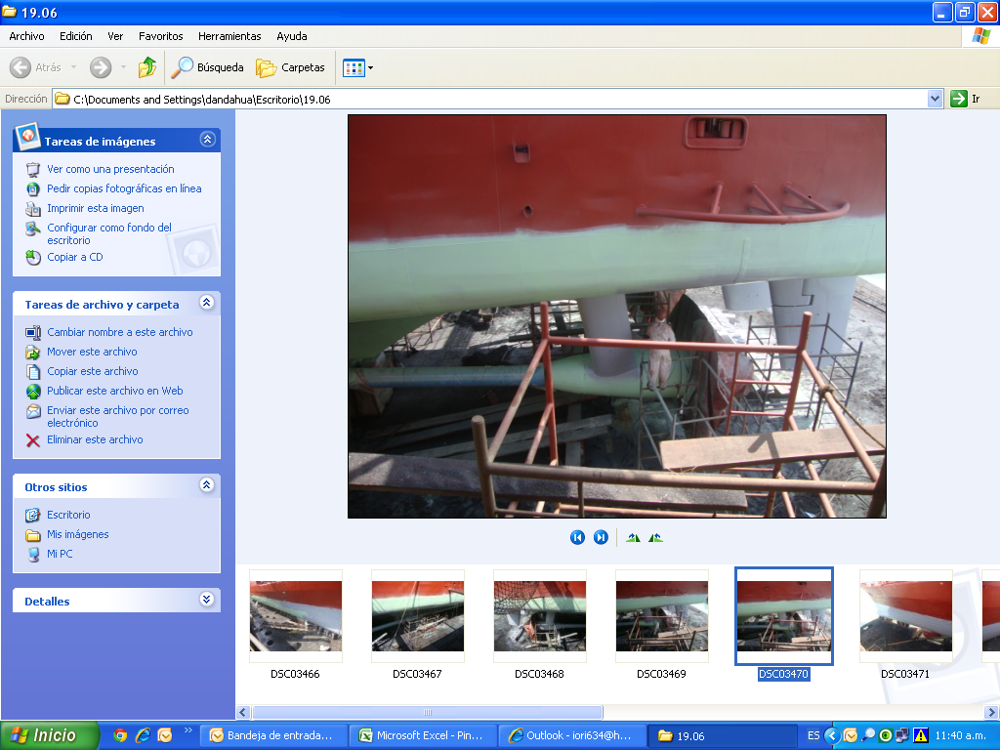 19.06
Archivo Edición Ver Favoritos Herramientas Ayuda
Atrás Búsqueda Carpetas
Dirección C:\Documents and Settings\dandahua\Escritorio\19.06 Ir
Tareas de imágenes
Ver como una presentación
Pedir copias fotográficas en línea
Imprimir esta imagen
Configurar como fondo del
escritorio
Copiar a CD
Tareas de archivo y carpeta
Cambiar nombre a este archivo
Mover este archivo
Copiar este archivo
Publicar este archivo en Web
Enviar este archivo por correo
electrónico
Eliminar este archivo
Otros sitios
Escritorio
Mis imágenes
Mi PC
Detalles
DSC03466 DSC03467 DSC03468 DSC03469 DSC03470 DSC03471
Inicio Bandeja de entrada... Microsoft Excel - Pin... Outlook - iori634@h... 19.06 ES 11:40 a.m.